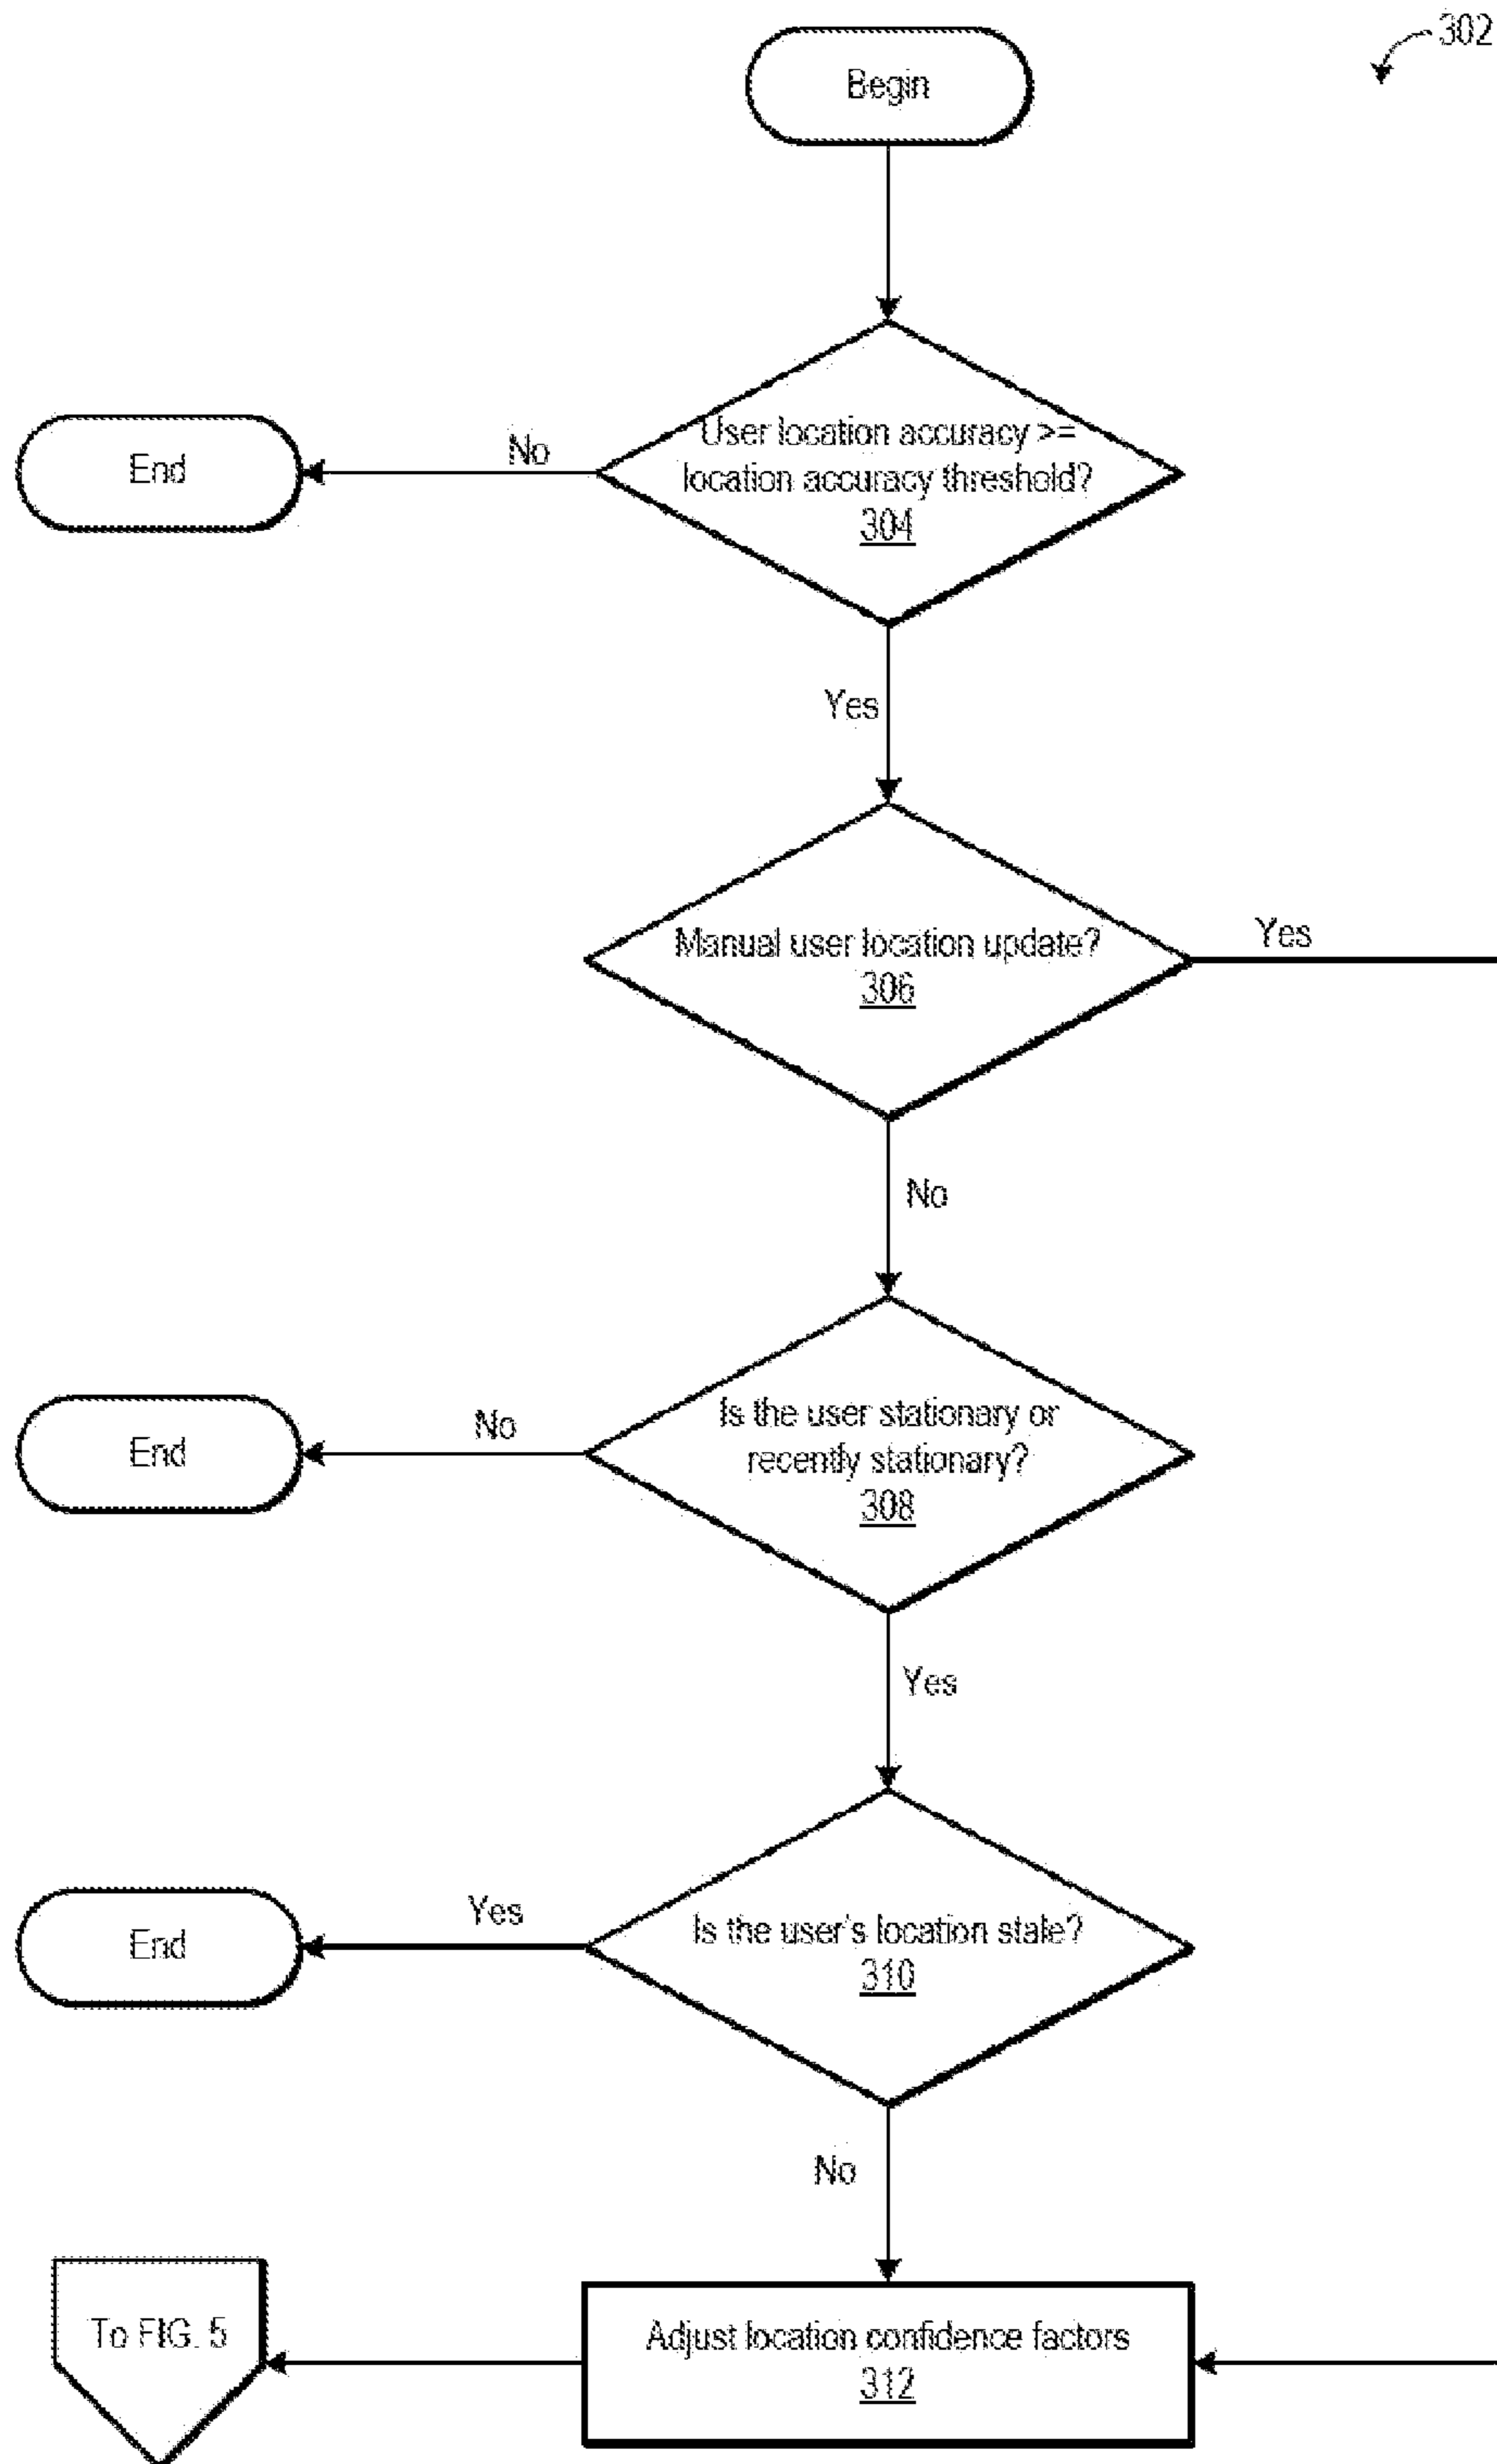 302
Begin
User location accuracy >=
location accuracy threshold?
304
No
End
Yes
Manual user location update?
306
Yes
No
Is the user stationary or
recently stationary?
308
No
End
Yes
Is the user's location stale?
310
Yes
End
No
Adjust location confidence factors
312
To FIG. 5